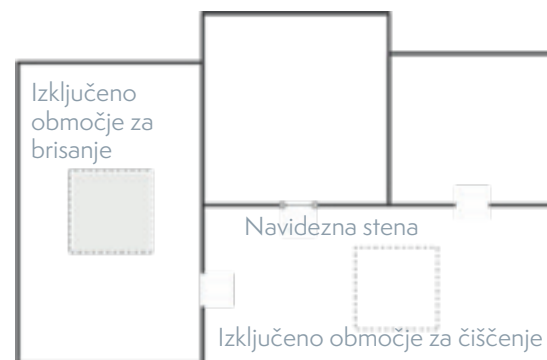 Izključeno
območje za
brisanje
Navidezna stena
Izključeno območje za čiščenje